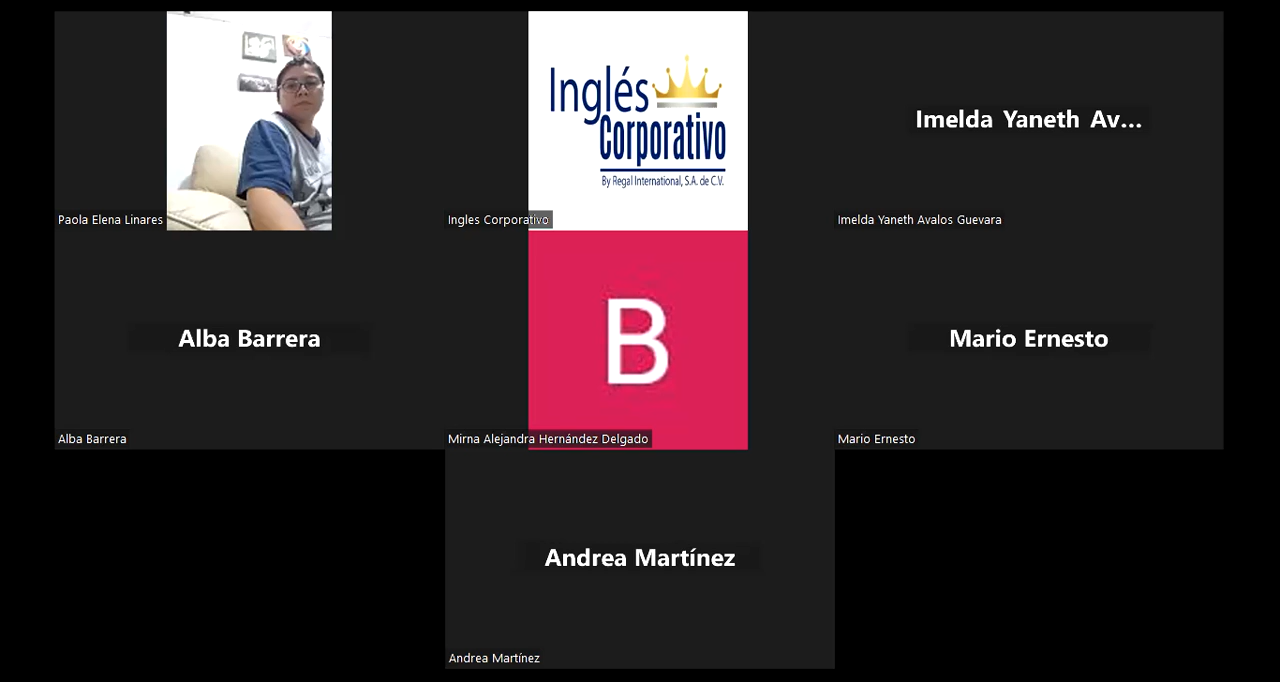 Inglés
Corporativo
By Regal International, S.A. de C.V.
Imelda Yaneth Av...
Paola Elena Linares
Ingles Corporativo
Imelda Yaneth Avalos Guevara
Alba Barrera
B
Mario Ernesto
Alba Barrera
Mirna Alejandra Hernández Delgado
Mario Ernesto
Andrea Martínez
Andrea Martínez